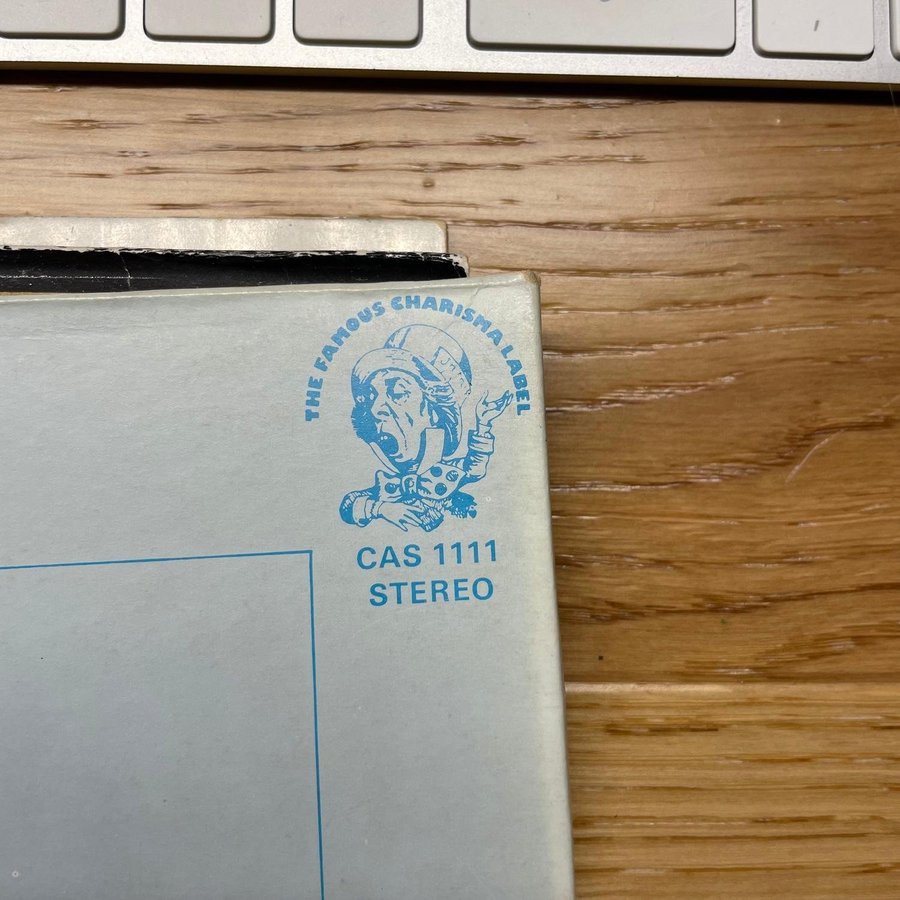 THE FAMOUS CHARISMA LABEL
CAS 1111
STEREO